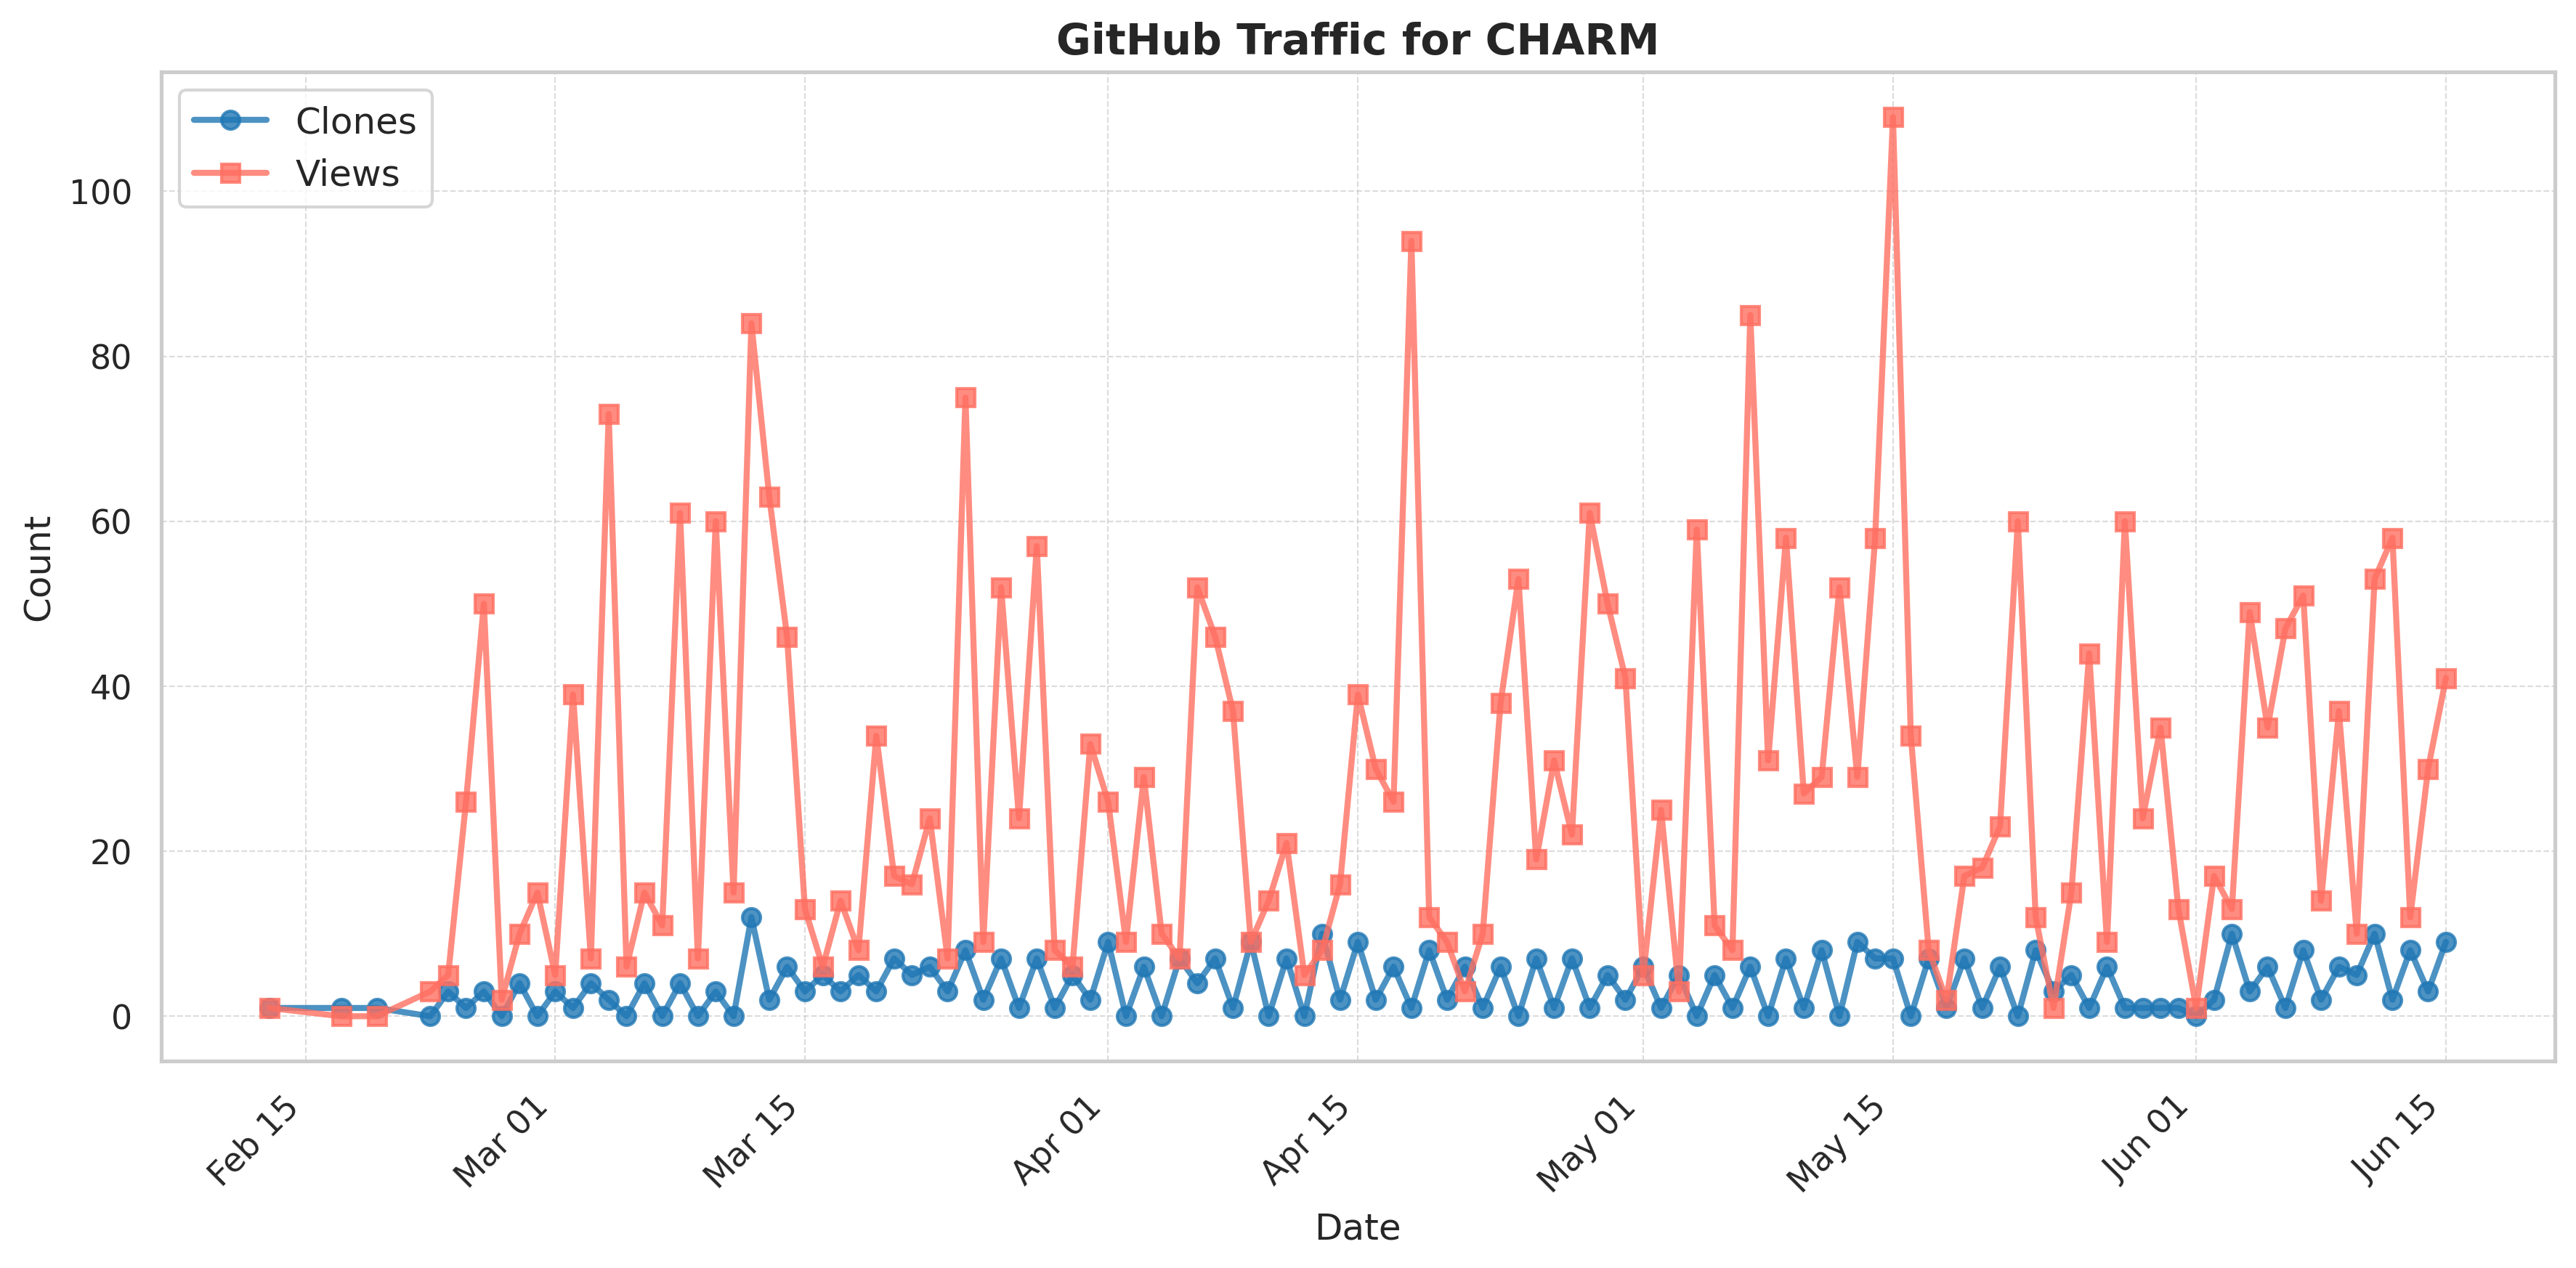 GitHub Traffic for CHARM
Clones
Views
100
80
60
40
20
0
Count
Feb 15
Mar 01
Mar 15
Apr 01
Apr 15
May 01
May 15
Jun 01
Jun 15
Date